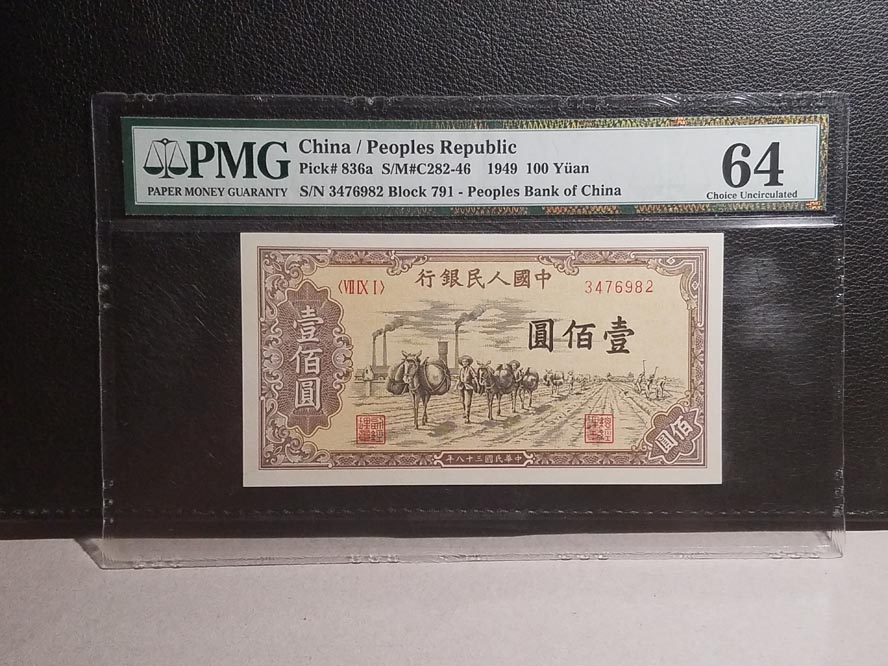 PMG
PAPER MONEY GUARANTY
China / Peoples Republic
Pick# 836a S/M#C282-46 1949 100 Yüan
S/N 3476982 Block 791 - Peoples Bank of China
64
Choice Uncirculated
行銀民人國中
〈VII IX I〉
3476982
圓佰壹
壹佰圓
佰圓
年八十三國民華中